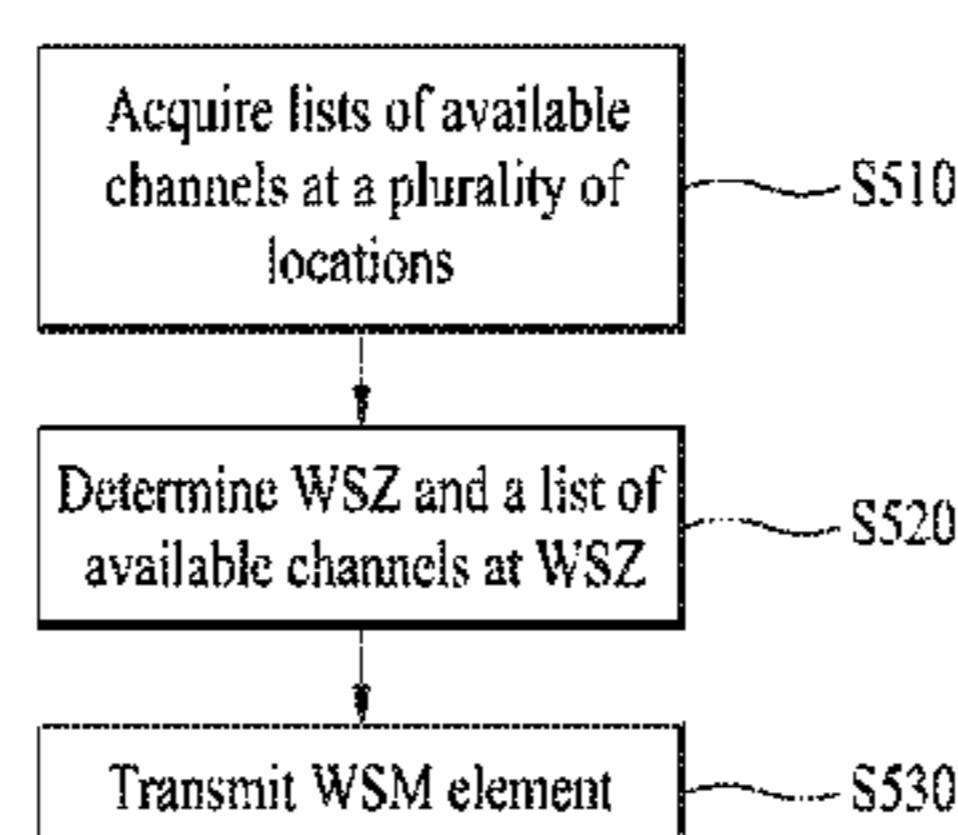 Acquire lists of available
channels at a plurality of
locations
S510
Determine WSZ and a list of
available channels at WSZ
S520
Transmit WSM element
S530